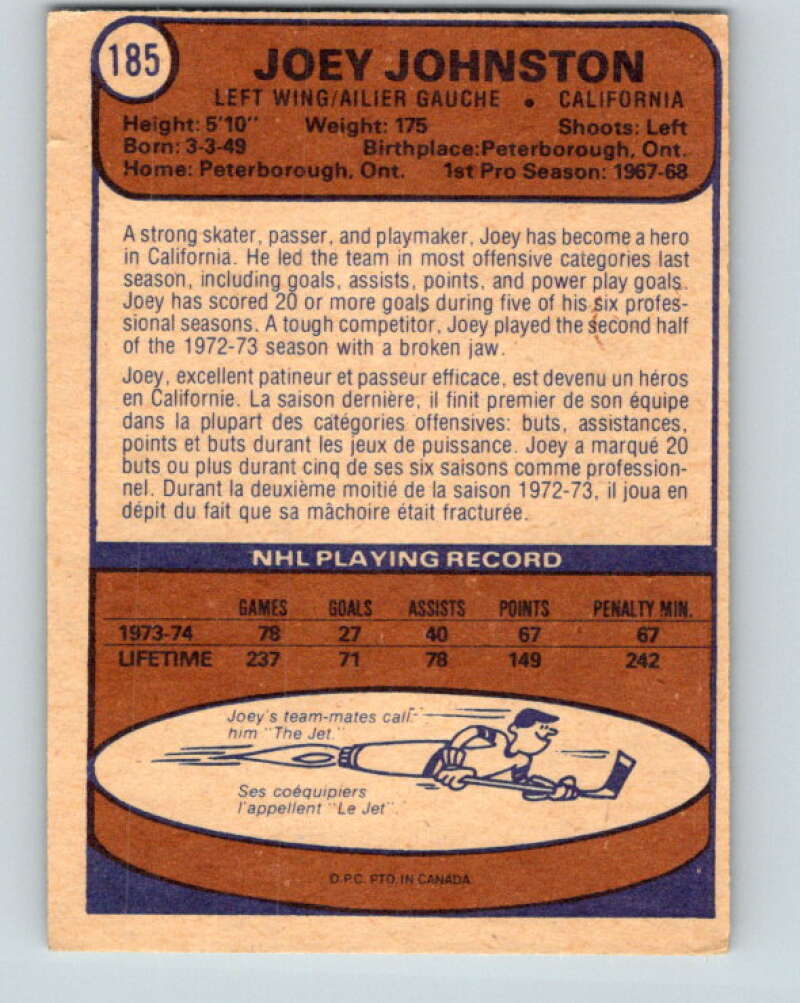 185
JOEY JOHNSTON
LEFT WING/AILIER GAUCHE • CALIFORNIA
Height: 5'10" Weight: 175 Shoots: Left
Born: 3-3-49 Birthplace: Peterborough, Ont.
Home: Peterborough, Ont. 1st Pro Season: 1967-68
A strong skater, passer, and playmaker, Joey has become a hero
in California. He led the team in most offensive categories last
season, including goals, assists, points, and power play goals.
Joey has scored 20 or more goals during five of his six profes-
sional seasons. A tough competitor, Joey played the second half
of the 1972-73 season with a broken jaw.
Joey, excellent patineur et passeur efficace, est devenu un héros
en Californie. La saison dernière, il finit premier de son équipe
dans la plupart des catégories offensives: buts, assistances,
points et buts durant les jeux de puissance. Joey a marqué 20
buts ou plus durant cinq de ses six saisons comme profession-
nel. Durant la deuxième moitié de la saison 1972-73, il joua en
dépit du fait que sa mâchoire était fracturée.
NHL PLAYING RECORD
GAMES GOALS ASSISTS POINTS PENALTY MIN.
1973-74 78 27 40 67 67
LIFETIME 237 71 78 149 242
Joey's team-mates call
him "The Jet."
Ses coéquipiers
l'appellent "Le Jet".
O.P.C. PTD. IN CANADA